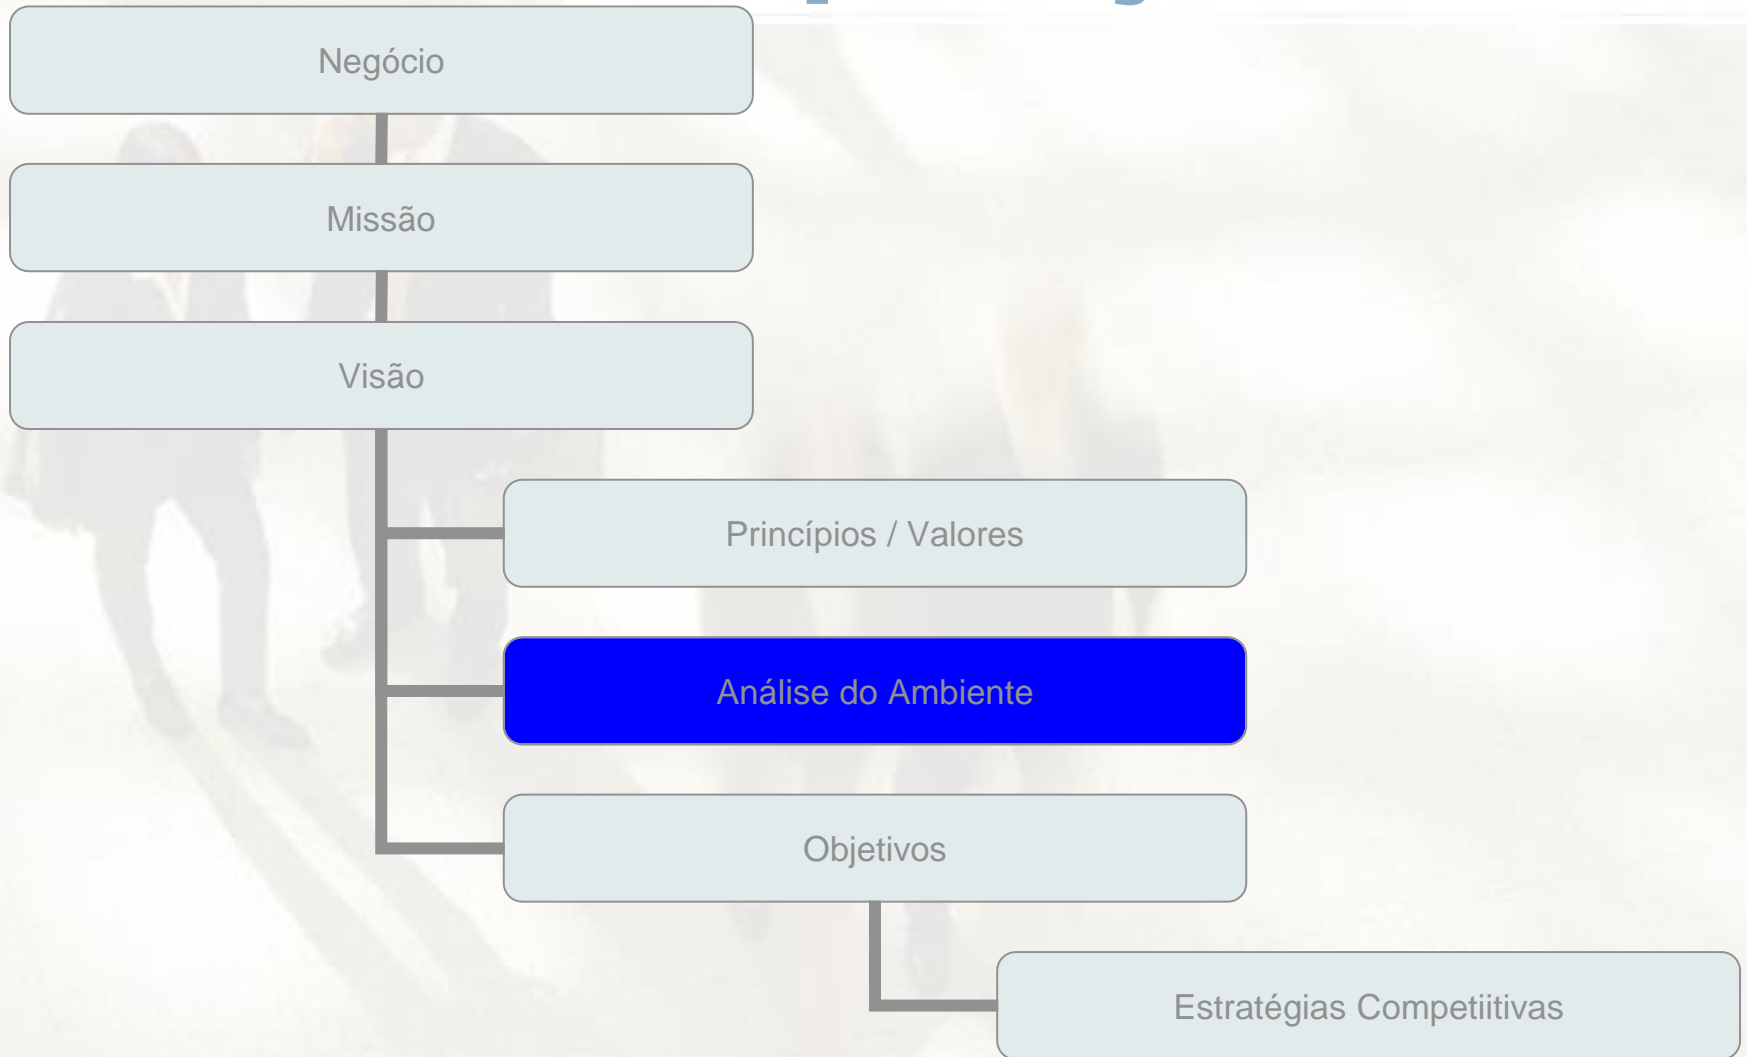 Negócio
Missão
Visão
Princípios / Valores
Análise do Ambiente
Objetivos
Estratégias Competiitivas